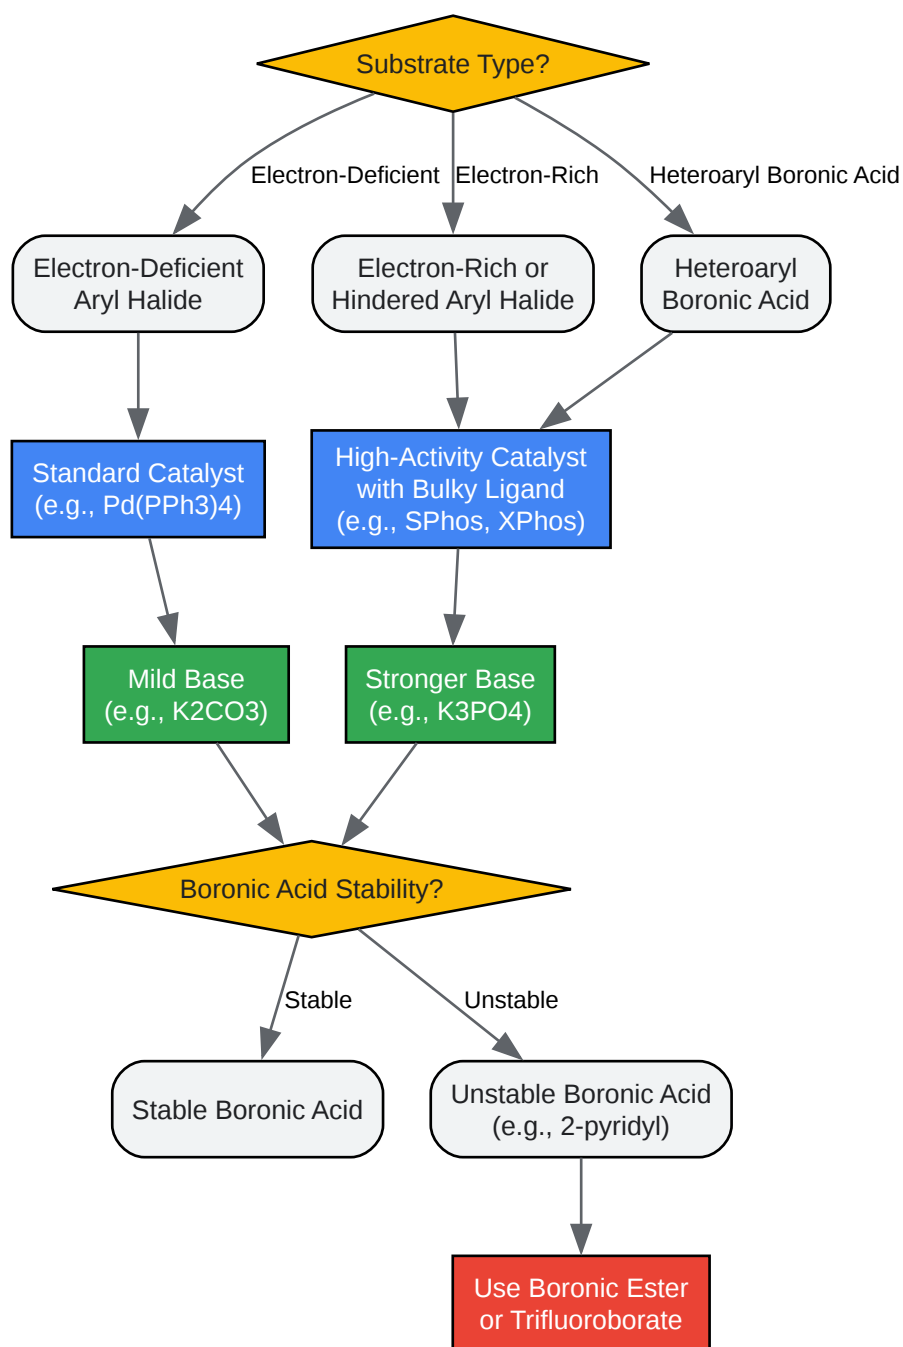 Substrate Type?
Electron-Deficient
Electron-Rich
Heteroaryl Boronic Acid
Electron-Deficient
Aryl Halide
Electron-Rich or
Hindered Aryl Halide
Heteroaryl
Boronic Acid
Standard Catalyst
(e.g., Pd(PPh3)4)
High-Activity Catalyst
with Bulky Ligand
(e.g., SPhos, XPhos)
Mild Base
(e.g., K2CO3)
Stronger Base
(e.g., K3PO4)
Boronic Acid Stability?
Stable
Unstable
Stable Boronic Acid
Unstable Boronic Acid
(e.g., 2-pyridyl)
Use Boronic Ester
or Trifluoroborate